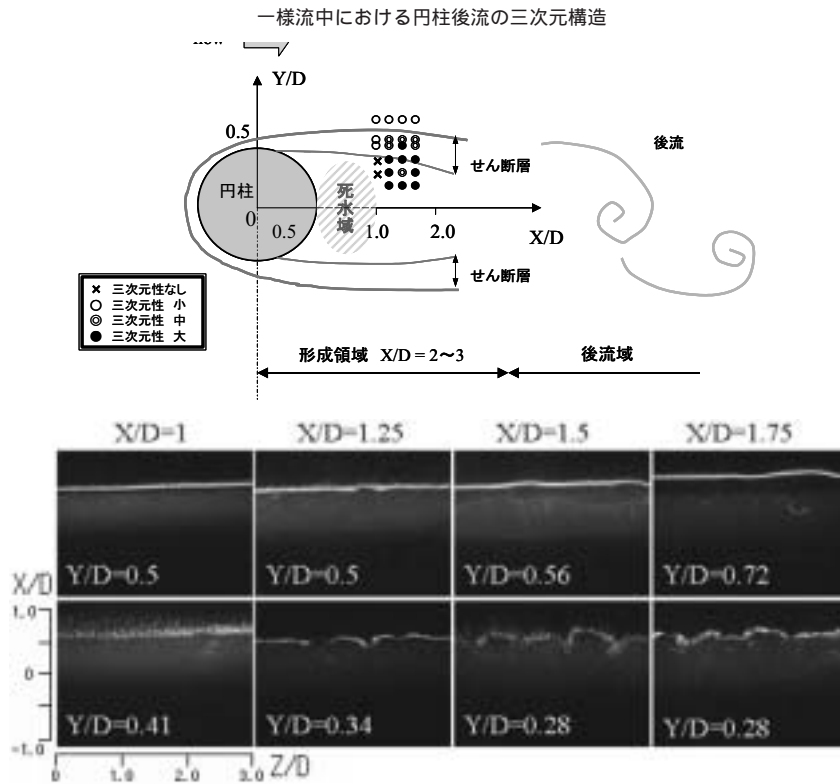 一様流中における円柱後流の三次元構造
flow
Y/D
0.5
せん断層
後流
円柱
死水域
0
0.5
1.0
2.0
X/D
せん断層
× 三次元性なし
○ 三次元性 小
◎ 三次元性 中
● 三次元性 大
形成領域 X/D = 2～3
後流域
X/D=1
X/D=1.25
X/D=1.5
X/D=1.75
Y/D=0.5
Y/D=0.5
Y/D=0.56
Y/D=0.72
X/D
1.0
0
-1.0
Y/D=0.41
Y/D=0.34
Y/D=0.28
Y/D=0.28
0
1.0
2.0
3.0
Z/D